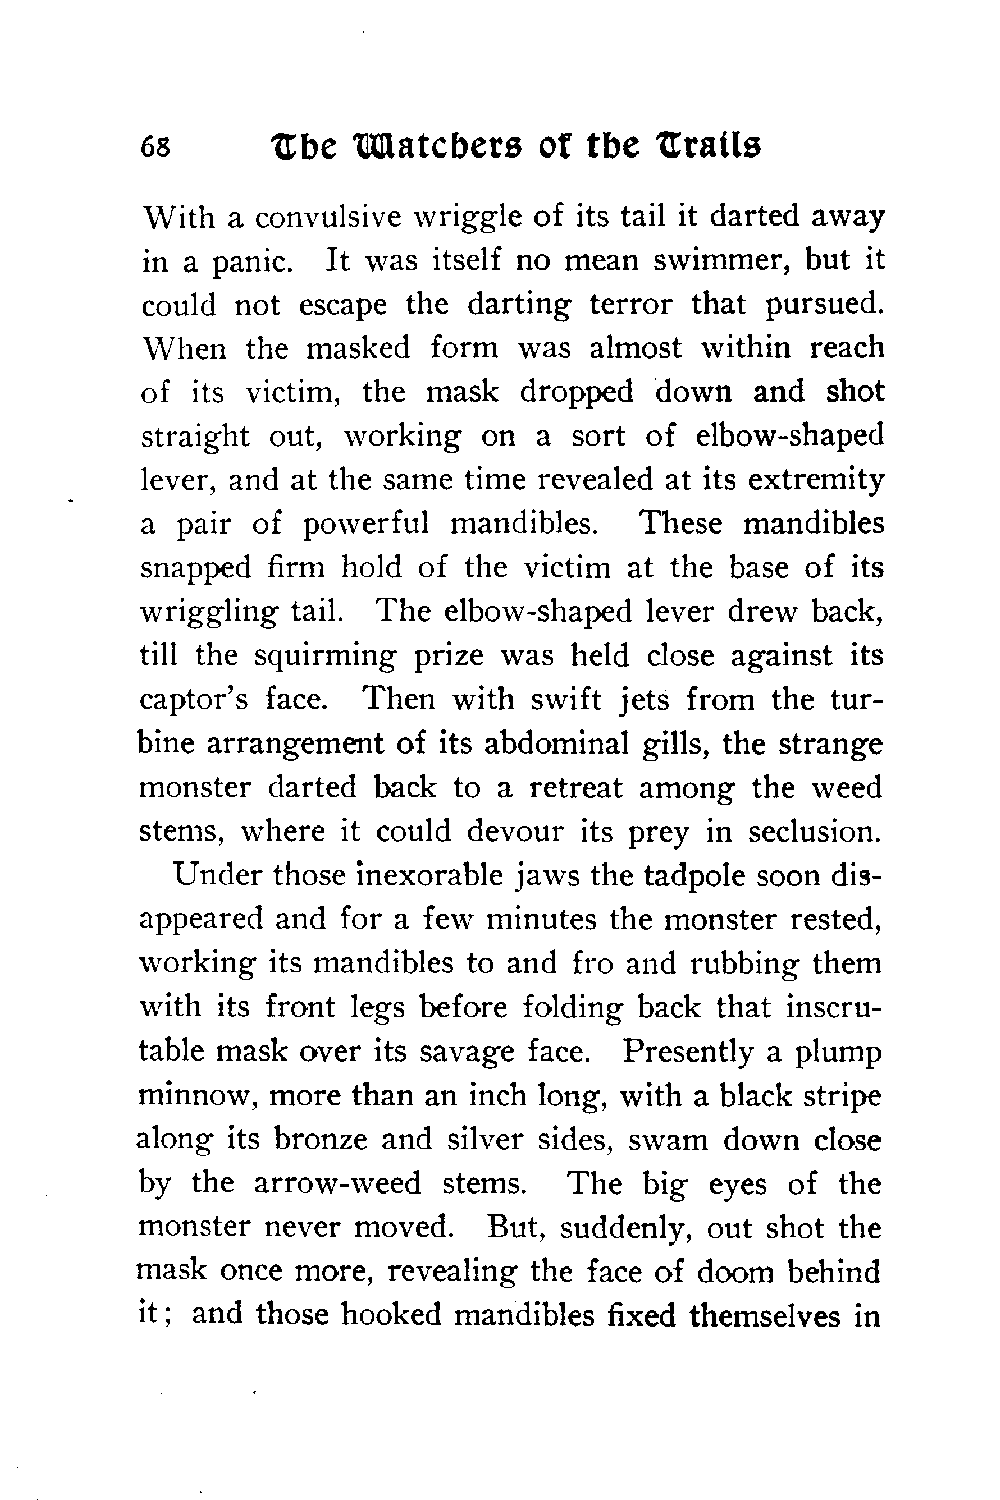 68 The Watchers of the Trails
With a convulsive wriggle of its tail it darted away
in a panic. It was itself no mean swimmer, but it
could not escape the darting terror that pursued.
When the masked form was almost within reach
of its victim, the mask dropped down and shot
straight out, working on a sort of elbow-shaped
lever, and at the same time revealed at its extremity
a pair of powerful mandibles. These mandibles
snapped firm hold of the victim at the base of its
wriggling tail. The elbow-shaped lever drew back,
till the squirming prize was held close against its
captor's face. Then with swift jets from the tur-
bine arrangement of its abdominal gills, the strange
monster darted back to a retreat among the weed
stems, where it could devour its prey in seclusion.
Under those inexorable jaws the tadpole soon dis-
appeared and for a few minutes the monster rested,
working its mandibles to and fro and rubbing them
with its front legs before folding back that inscru-
table mask over its savage face. Presently a plump
minnow, more than an inch long, with a black stripe
along its bronze and silver sides, swam down close
by the arrow-weed stems. The big eyes of the
monster never moved. But, suddenly, out shot the
mask once more, revealing the face of doom behind
it; and those hooked mandibles fixed themselves in